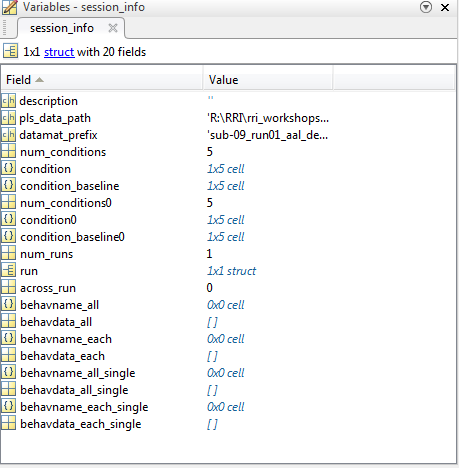 Variables - session_info
session_info
1x1 struct with 20 fields
Field Value
description ''
pls_data_path 'R:\RRI\rri_workshops...
datamat_prefix 'sub-09_run01_aal_de...
num_conditions 5
condition 1x5 cell
condition_baseline 1x5 cell
num_conditions0 5
condition0 1x5 cell
condition_baseline0 1x5 cell
num_runs 1
run 1x1 struct
across_run 0
behavname_all 0x0 cell
behavdata_all []
behavname_each 0x0 cell
behavdata_each []
behavname_all_single 0x0 cell
behavdata_all_single []
behavname_each_single 0x0 cell
behavdata_each_single []